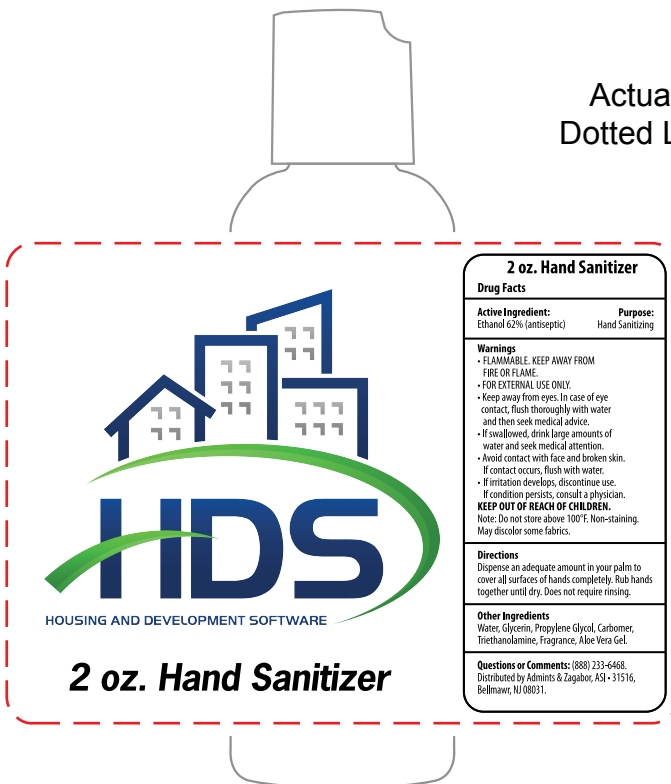 Actua
Dotted L
HDS
HOUSING AND DEVELOPMENT SOFTWARE
2 oz. Hand Sanitizer
2 oz. Hand Sanitizer
Drug Facts
Active Ingredient: Purpose:
Ethanol 62% (antiseptic) Hand Sanitizing
Warnings
• FLAMMABLE. KEEP AWAY FROM
FIRE OR FLAME.
• FOR EXTERNAL USE ONLY.
• Keep away from eyes. In case of eye
contact, flush thoroughly with water
and then seek medical advice.
• If swallowed, drink large amounts of
water and seek medical attention.
• Avoid contact with face and broken skin.
If contact occurs, flush with water.
• If irritation develops, discontinue use.
If condition persists, consult a physician.
KEEP OUT OF REACH OF CHILDREN.
Note: Do not store above 100°F. Non-staining.
May discolor some fabrics.
Directions
Dispense an adequate amount in your palm to
cover all surfaces of hands completely. Rub hands
together until dry. Does not require rinsing.
Other Ingredients
Water, Glycerin, Propylene Glycol, Carbomer,
Triethanolamine, Fragrance, Aloe Vera Gel.
Questions or Comments: (888) 233-6468.
Distributed by Admints & Zagabor, ASI • 31516,
Bellmawr, NJ 08031.